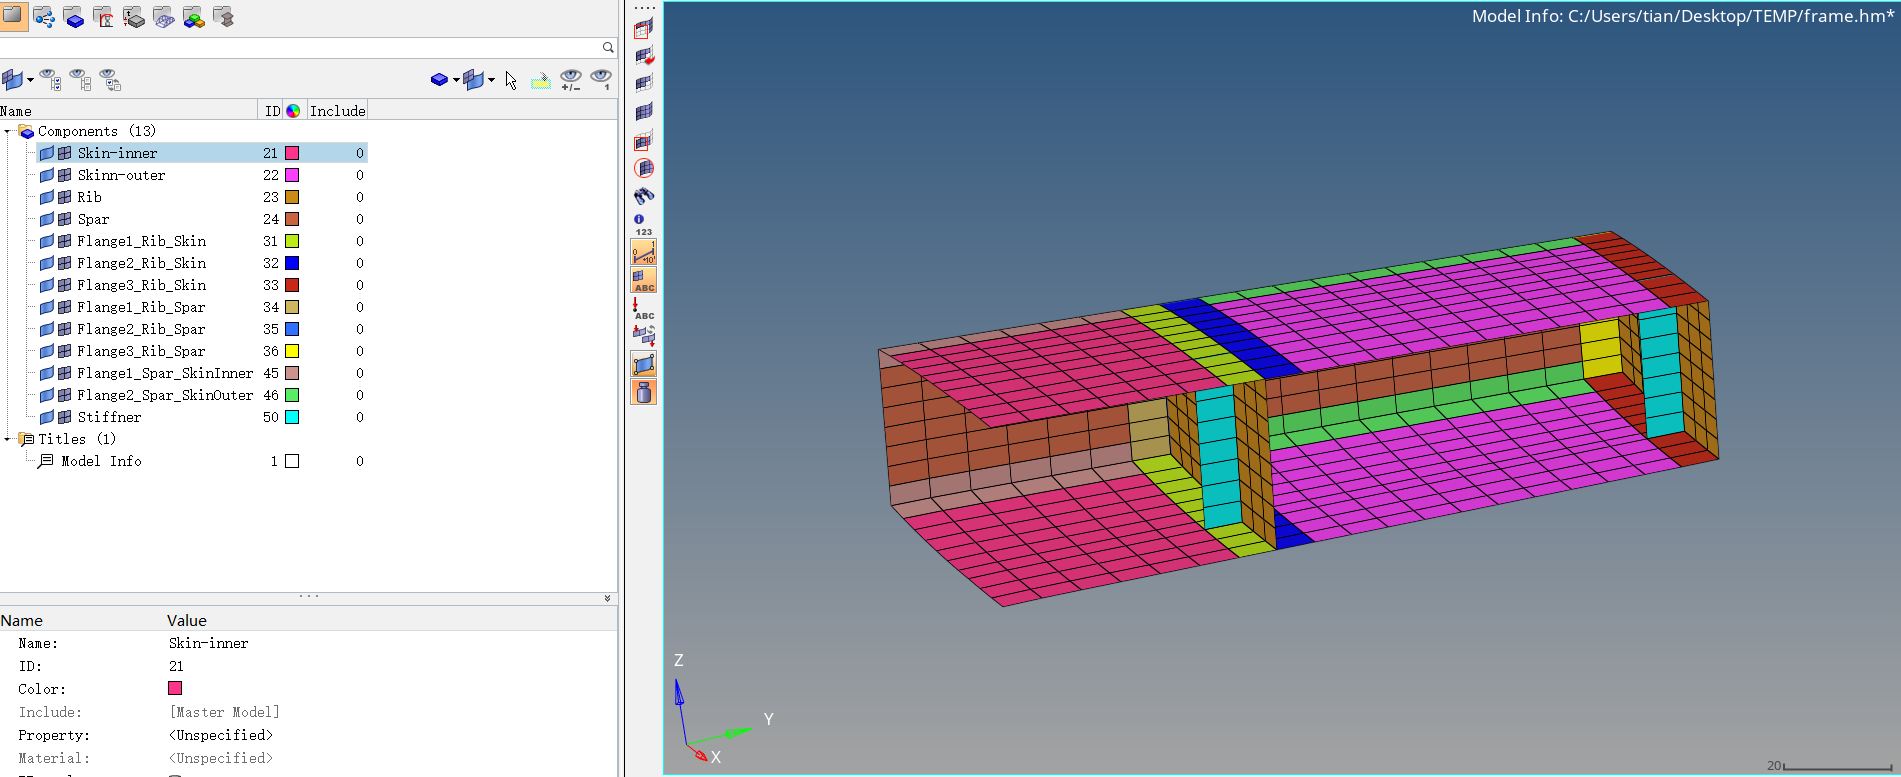 Model Info: C:/Users/tian/Desktop/TEMP/frame.hm*
Name ID Include
Components (13)
Skin-inner 21 0
Skinn-outer 22 0
Rib 23 0
Spar 24 0
Flange1_Rib_Skin 31 0
Flange2_Rib_Skin 32 0
Flange3_Rib_Skin 33 0
Flange1_Rib_Spar 34 0
Flange2_Rib_Spar 35 0
Flange3_Rib_Spar 36 0
Flange1_Spar_SkinInner 45 0
Flange2_Spar_SkinOuter 46 0
Stiffner 50 0
Titles (1)
Model Info 1 0
Name Value
Name: Skin-inner
ID: 21
Color:
Include: [Master Model]
Property: <Unspecified>
Material: <Unspecified>
+/-
1
123
ABC
ABC
Z
Y
X
20